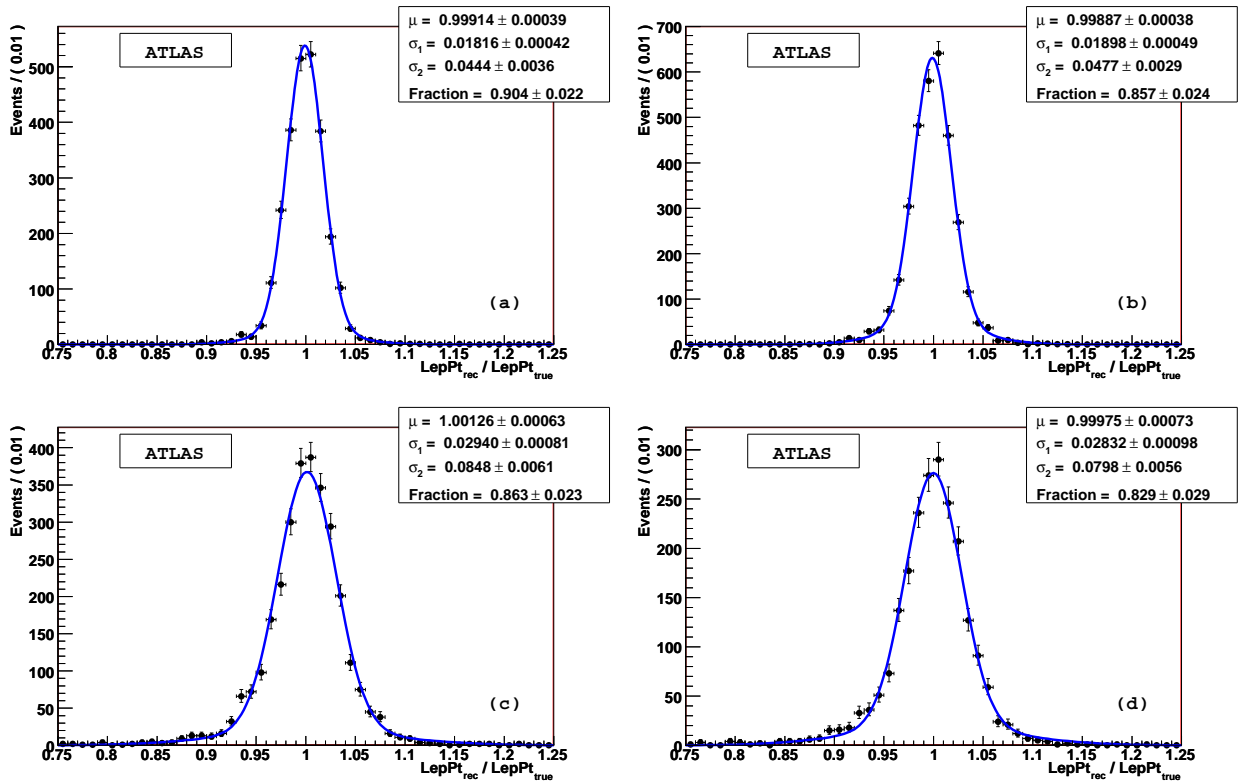 μ = 0.99914 ± 0.00039
σ1 = 0.01816 ± 0.00042
σ2 = 0.0444 ± 0.0036
Fraction = 0.904 ± 0.022
ATLAS
Events / ( 0.01 )
500
400
300
200
100
0
(a)
0.75 0.8 0.85 0.9 0.95 1 1.05 1.1 1.15 1.2 1.25
LepPt_rec / LepPt_true
μ = 0.99887 ± 0.00038
σ1 = 0.01898 ± 0.00049
σ2 = 0.0477 ± 0.0029
Fraction = 0.857 ± 0.024
ATLAS
Events / ( 0.01 )
700
600
500
400
300
200
100
0
(b)
0.75 0.8 0.85 0.9 0.95 1 1.05 1.1 1.15 1.2 1.25
LepPt_rec / LepPt_true
μ = 1.00126 ± 0.00063
σ1 = 0.02940 ± 0.00081
σ2 = 0.0848 ± 0.0061
Fraction = 0.863 ± 0.023
ATLAS
Events / ( 0.01 )
400
350
300
250
200
150
100
50
0
(c)
0.75 0.8 0.85 0.9 0.95 1 1.05 1.1 1.15 1.2 1.25
LepPt_rec / LepPt_true
μ = 0.99975 ± 0.00073
σ1 = 0.02832 ± 0.00098
σ2 = 0.0798 ± 0.0056
Fraction = 0.829 ± 0.029
ATLAS
Events / ( 0.01 )
300
250
200
150
100
50
0
(d)
0.75 0.8 0.85 0.9 0.95 1 1.05 1.1 1.15 1.2 1.25
LepPt_rec / LepPt_true